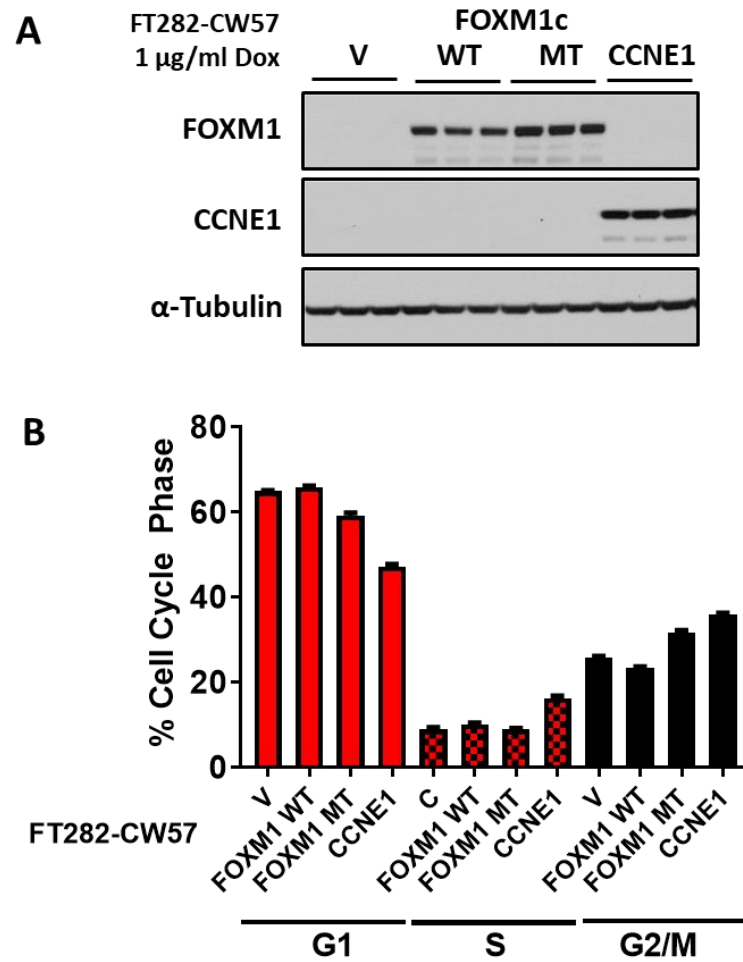 A
FT282-CW57
1 µg/ml Dox
FOXM1c
V WT MT CCNE1
FOXM1
CCNE1
α-Tubulin
B
% Cell Cycle Phase
80
60
40
20
0
V FOXM1 WT FOXM1 MT CCNE1 C FOXM1 WT FOXM1 MT CCNE1 V FOXM1 WT FOXM1 MT CCNE1
FT282-CW57
G1 S G2/M